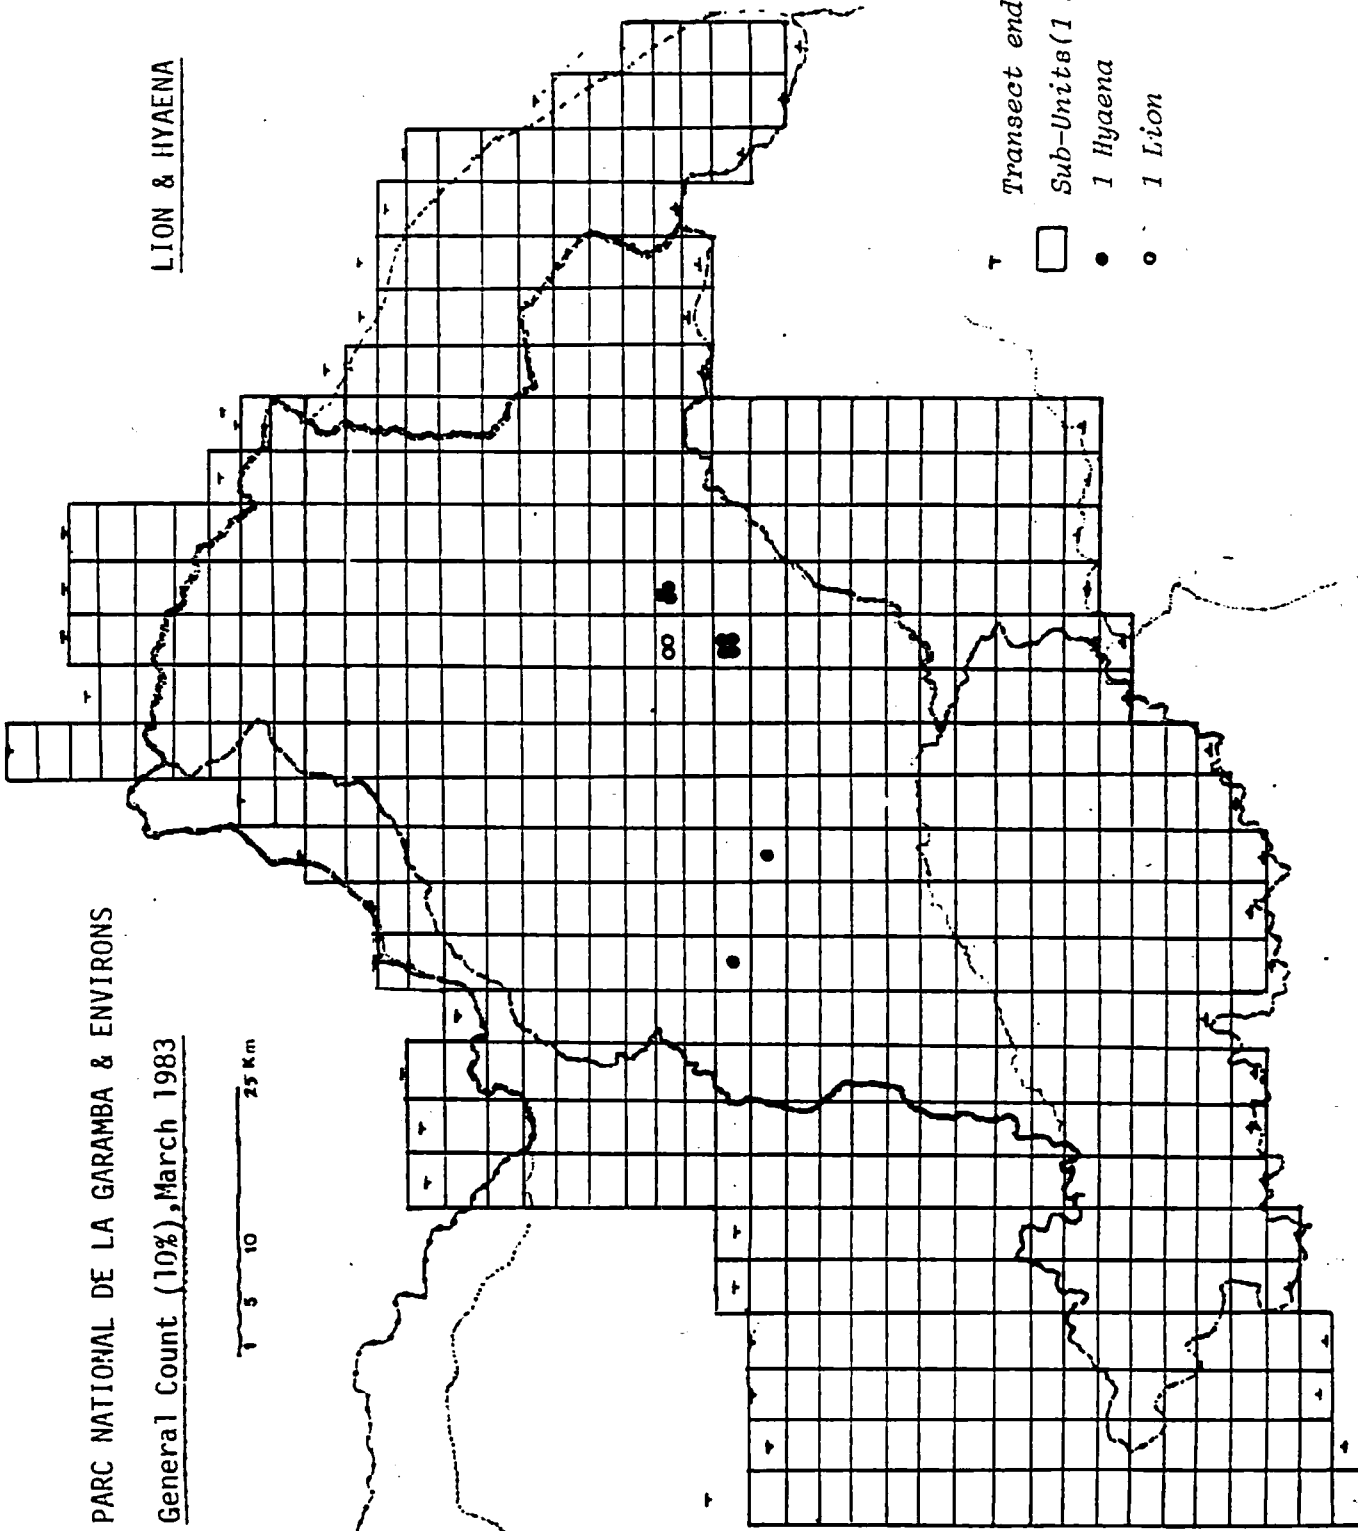 PARC NATIONAL DE LA GARAMBA & ENVIRONS
General Count (10%), March 1983
LION & HYAENA
1 5 10 25 Km
Transect end
Sub-Units (1
1 Hyaena
1 Lion